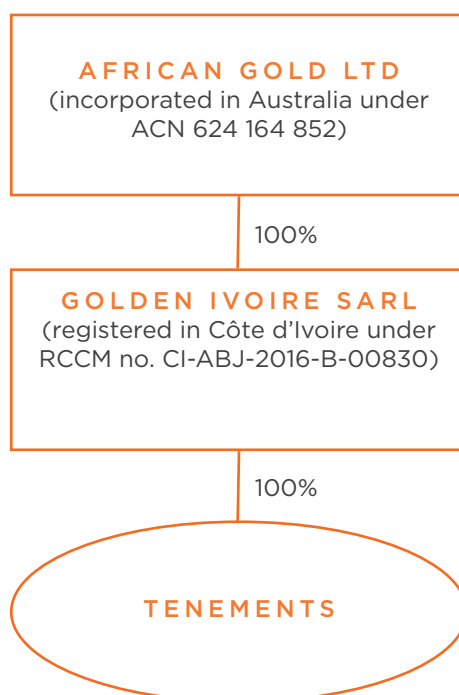 AFRICAN GOLD LTD
(incorporated in Australia under
ACN 624 164 852)
100%
GOLDEN IVOIRE SARL
(registered in Côte d’Ivoire under
RCCM no. CI-ABJ-2016-B-00830)
100%
TENEMENTS